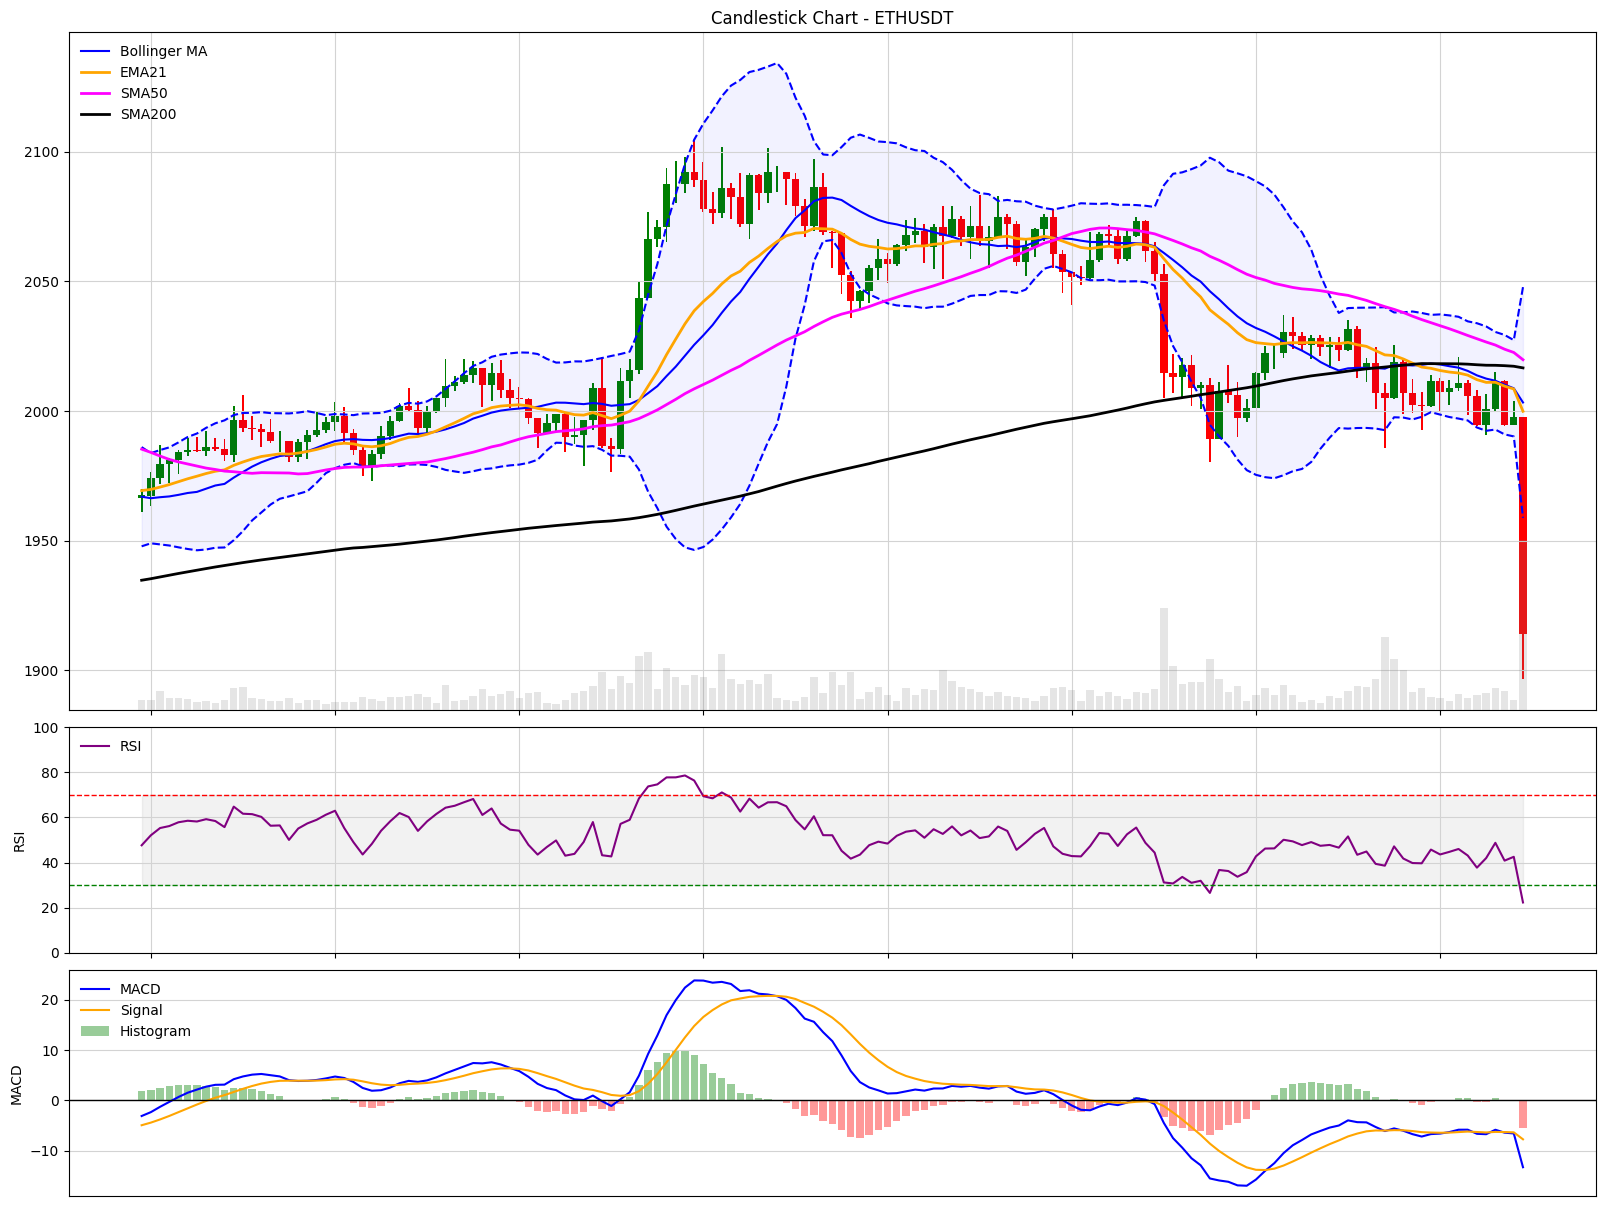 Candlestick Chart - ETHUSDT
Bollinger MA
EMA21
SMA50
SMA200
2100
2050
2000
1950
1900
100
80
60
40
20
0
RSI
RSI
20
10
0
−10
MACD
MACD
Signal
Histogram